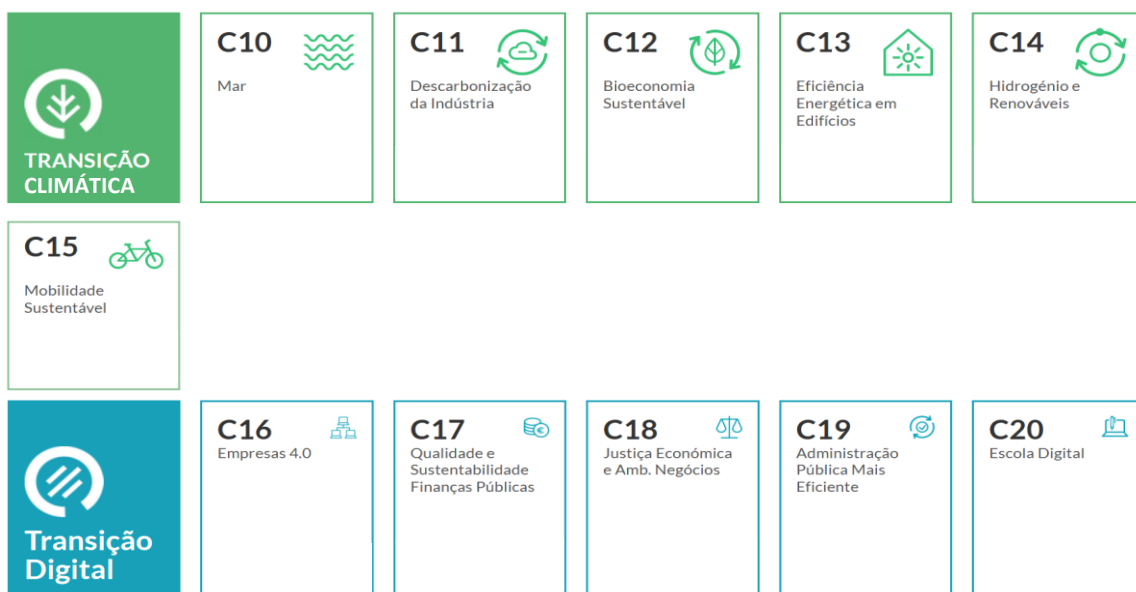 TRANSIÇÃO
CLIMÁTICA
C10
Mar
C11
Descarbonização
da Indústria
C12
Bioeconomia
Sustentável
C13
Eficiência
Energética em
Edifícios
C14
Hidrogénio e
Renováveis
C15
Mobilidade
Sustentável
Transição
Digital
C16
Empresas 4.0
C17
Qualidade e
Sustentabilidade
Finanças Públicas
C18
Justiça Económica
e Amb. Negócios
C19
Administração
Pública Mais
Eficiente
C20
Escola Digital